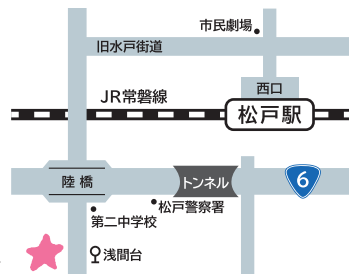 市民劇場
旧水戸街道
西口
JR常磐線
松戸駅
陸橋
トンネル
6
松戸警察署
第二中学校
浅間台